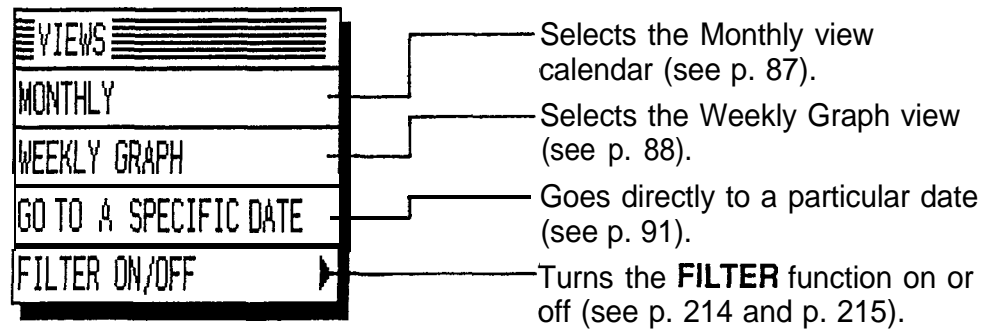 VIEWS
MONTHLY
WEEKLY GRAPH
GO TO A SPECIFIC DATE
FILTER ON/OFF
Selects the Monthly view
calendar (see p. 87).
Selects the Weekly Graph view
(see p. 88).
Goes directly to a particular date
(see p. 91).
Turns the FILTER function on or
off (see p. 214 and p. 215).